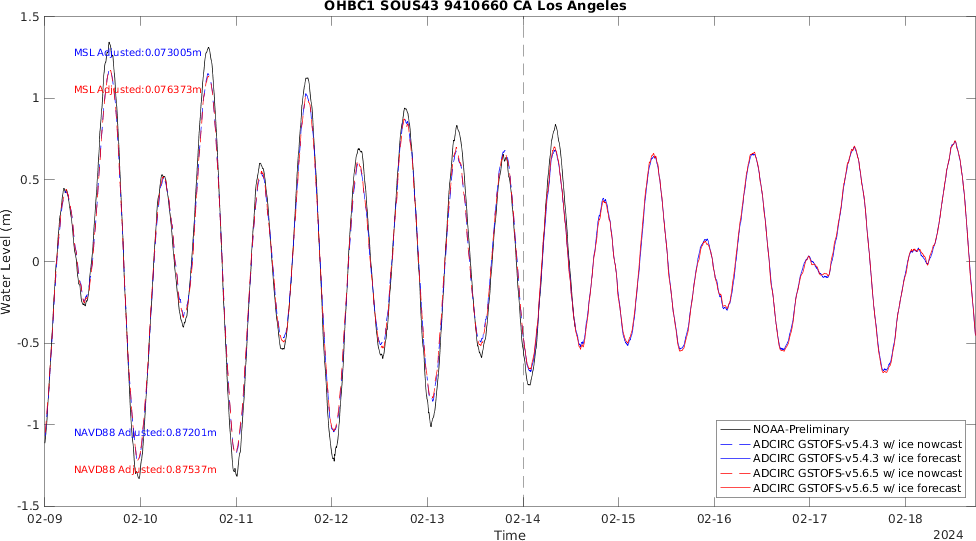 OHBC1 SOUS43 9410660 CA Los Angeles
1.5
1
0.5
0
-0.5
-1
-1.5
Water Level (m)
MSL Adjusted:0.073005m
MSL Adjusted:0.076373m
NAVD88 Adjusted:0.87201m
NAVD88 Adjusted:0.87537m
NOAA-Preliminary
ADCIRC GSTOFS-v5.4.3 w/ ice nowcast
ADCIRC GSTOFS-v5.4.3 w/ ice forecast
ADCIRC GSTOFS-v5.6.5 w/ ice nowcast
ADCIRC GSTOFS-v5.6.5 w/ ice forecast
02-09 02-10 02-11 02-12 02-13 02-14 02-15 02-16 02-17 02-18
Time
2024